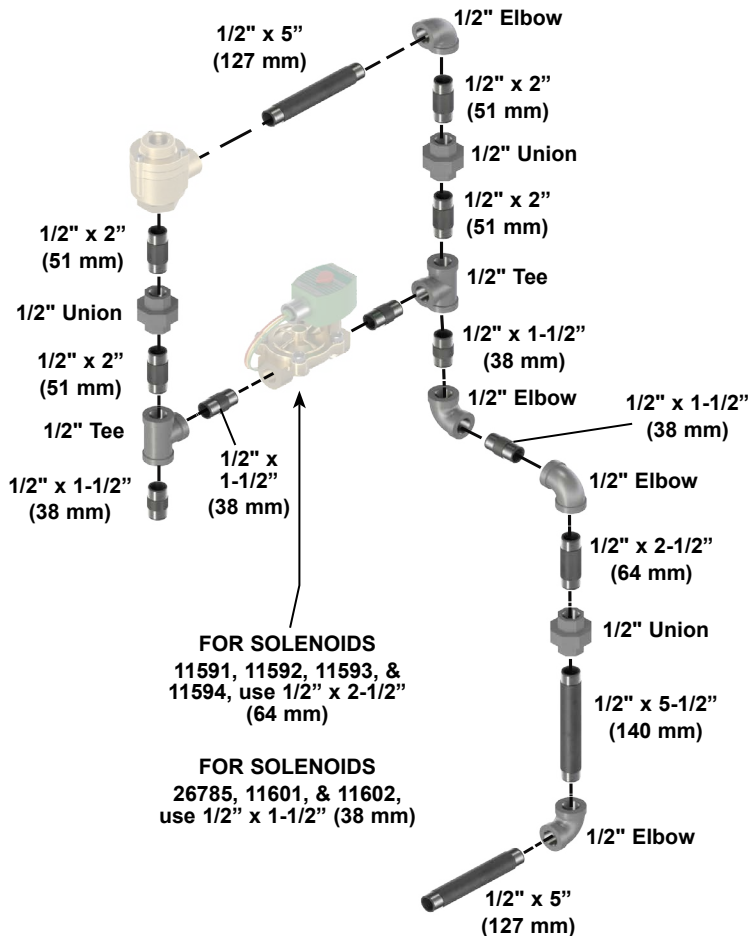 1/2" Elbow
1/2" x 5”
(127 mm)
1/2" x 2”
(51 mm)
1/2" Union
1/2" x 2”
(51 mm)
1/2" Tee
1/2" x 2”
(51 mm)
1/2" Union
1/2" x 2”
(51 mm)
1/2" Tee
1/2" x 1-1/2”
(38 mm)
1/2" x
1-1/2”
(38 mm)
1/2" x 1-1/2”
(38 mm)
1/2" Elbow
1/2" x 1-1/2”
(38 mm)
1/2" Elbow
1/2" x 2-1/2”
(64 mm)
1/2" Union
1/2" x 5-1/2”
(140 mm)
1/2" Elbow
1/2" x 5”
(127 mm)
FOR SOLENOIDS
11591, 11592, 11593, &
11594, use 1/2” x 2-1/2”
(64 mm)
FOR SOLENOIDS
26785, 11601, & 11602,
use 1/2” x 1-1/2” (38 mm)